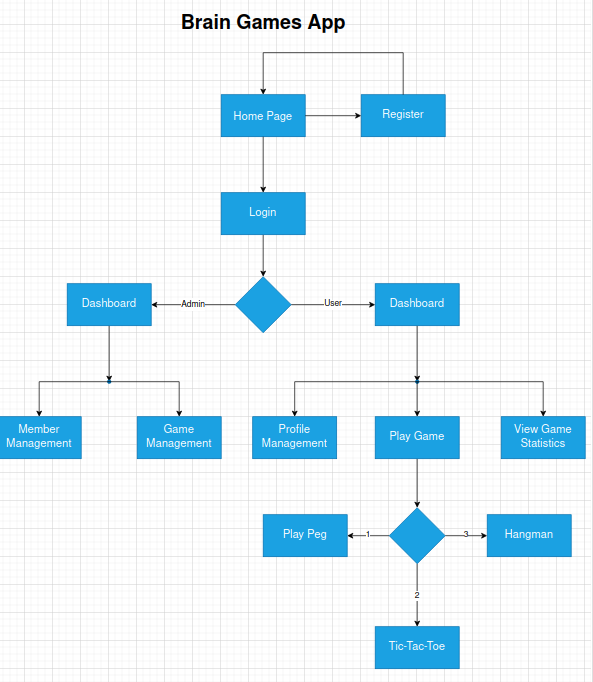 Brain Games App
Home Page
Register
Login
Dashboard
Admin
User
Dashboard
Member
Management
Game
Management
Profile
Management
Play Game
View Game
Statistics
Play Peg
1
3
Hangman
2
Tic-Tac-Toe